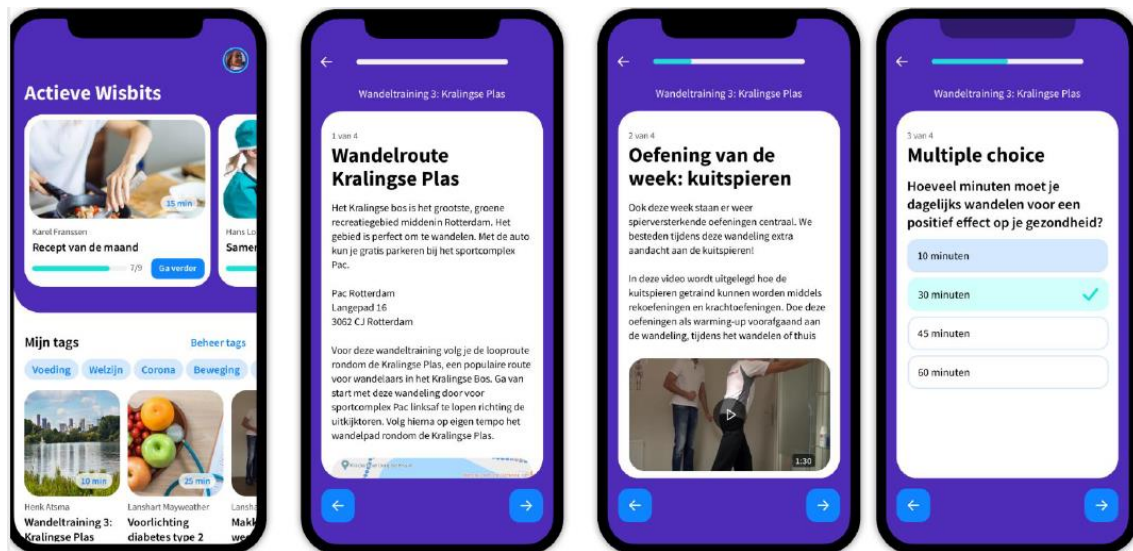 Actieve Wisbits
35 min
Karel Franssen
Recept van de maand
7/9
Ga verder
Hans Lo
Samer
Mijn tags
Beheer tags
Voeding
Welzijn
Corona
Beweging
10 min
25 min
Henk Atsma
Wandeltraining 3:
Kralingse Plas
Lanshart Mayweather
Voorlichting
diabetes type 2
Lansha
Makk
wee
Wandeltraining 3: Kralingse Plas
1 van 4
Wandelroute
Kralingse Plas
Het Kralingse bos is het grootste, groene
recreatiegebied middenin Rotterdam. Het
gebied is perfect om te wandelen. Met de auto
kun je gratis parkeren bij het sportcomplex
Pac.
Pac Rotterdam
Langepad 16
3062 CJ Rotterdam
Voor deze wandeltraining volg je de looproute
rondom de Kralingse Plas, een populaire route
voor wandelaars in het Kralingse Bos. Ga van
start met deze wandeling door voor
sportcomplex Pac linksaf te lopen richting de
uitkijktoren. Volg hierna op eigen tempo het
wandelpad rondom de Kralingse Plas.
Wandeltraining 3: Kralingse Plas
2 van 4
Oefening van de
week: kuitspieren
Ook deze week staan er weer
spierversterkende oefeningen centraal. We
besteden tijdens deze wandeling extra
aandacht aan de kuitspieren!
In deze video wordt uitgelegd hoe de
kuitspieren getraind kunnen worden middels
rekoefeningen en krachtoefeningen. Doe deze
oefeningen als warming-up voorafgaand aan
de wandeling, tijdens het wandelen of thuis
1:30
Wandeltraining 3: Kralingse Plas
3 van 4
Multiple choice
Hoeveel minuten moet je
dagelijks wandelen voor een
positief effect op je gezondheid?
10 minuten
30 minuten
45 minuten
60 minuten